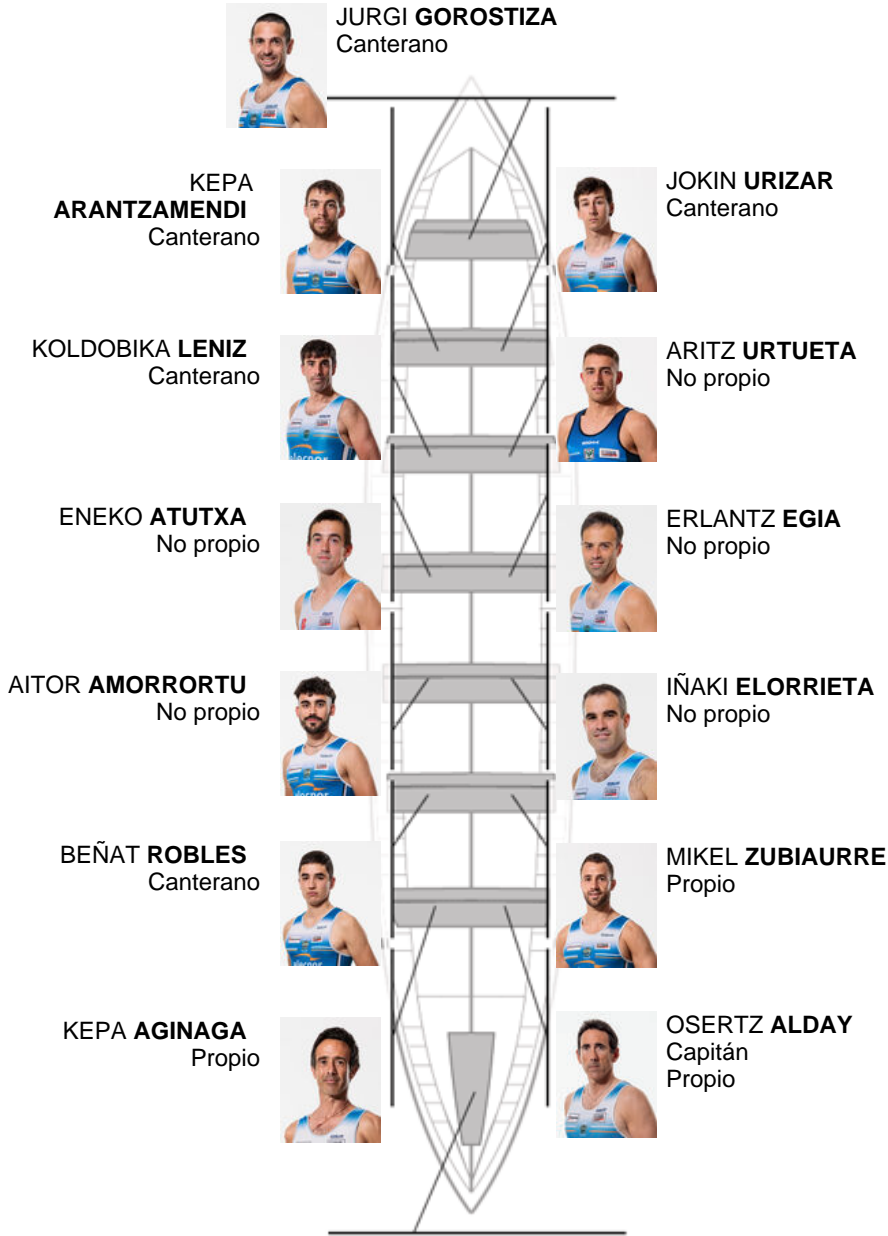 JURGI GOROSTIZA
Canterano
KEPA
ARANTZAMENDI
Canterano
JOKIN URIZAR
Canterano
KOLDOBIKA LENIZ
Canterano
ARITZ URTUETA
No propio
ENEKO ATUTXA
No propio
ERLANTZ EGIA
No propio
AITOR AMORRORTU
No propio
IÑAKI ELORRIETA
No propio
BEÑAT ROBLES
Canterano
MIKEL ZUBIAURRE
Propio
KEPA AGINAGA
Propio
OSERTZ ALDAY
Capitán
Propio